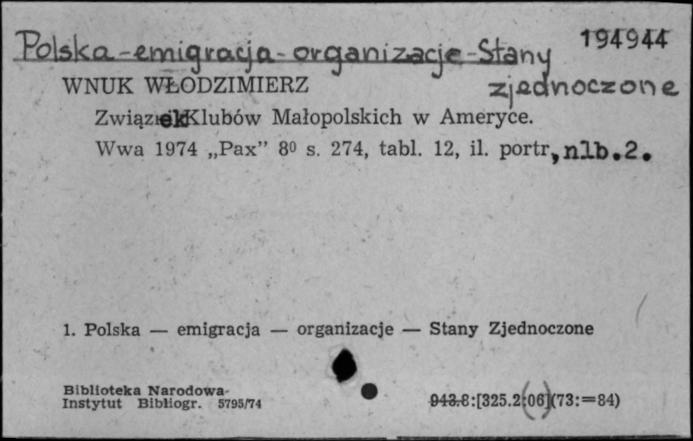 Polska-emigracja-organizacje-Stany 194944
zjednoczone
WNUK WŁODZIMIERZ
Związek Klubów Małopolskich w Ameryce.
Wwa 1974 „Pax” 8⁰ s. 274, tabl. 12, il. portr, nlb.2.
1. Polska — emigracja — organizacje — Stany Zjednoczone
Biblioteka Narodowa
Instytut Bibliogr. 5795/74
943.8:[325.2(:06](73:=84)